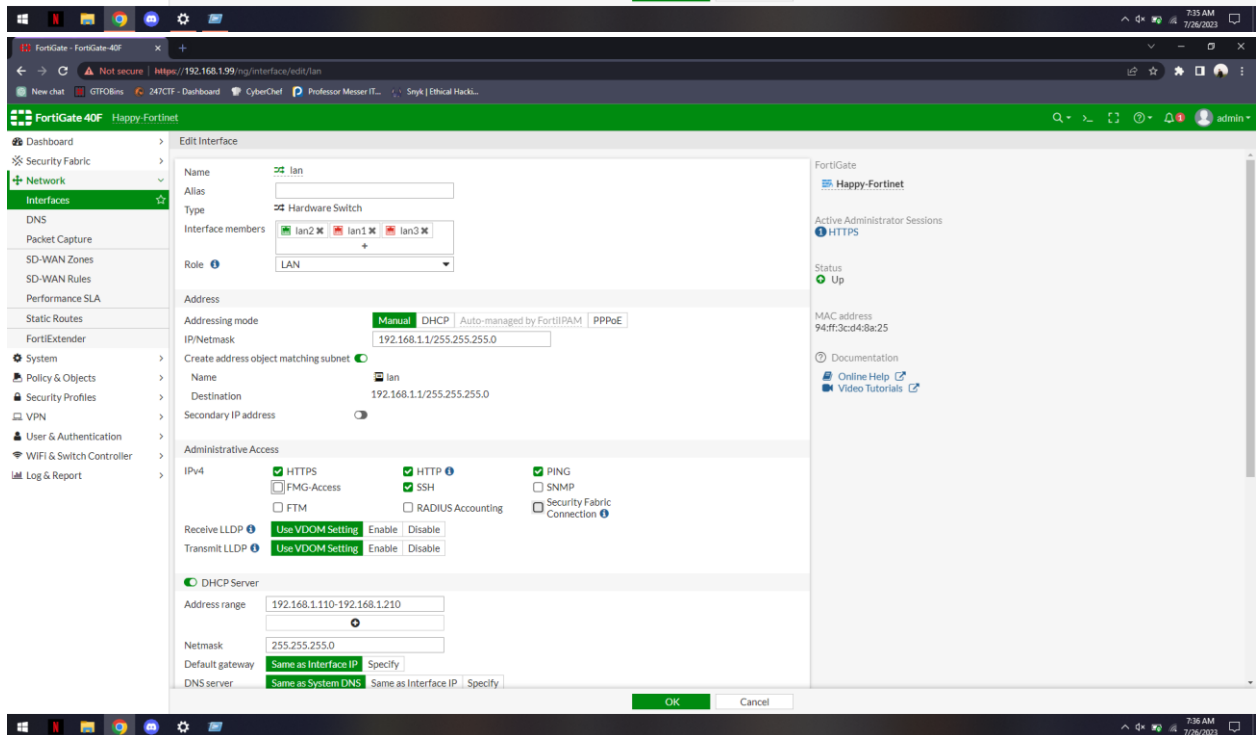 7:35 AM
7/26/2023
FortiGate - FortiGate-40F
Not secure | https://192.168.1.99/ng/interface/edit/lan
New chat GTFOBins 247CTF - Dashboard CyberChef Professor Messer IT... Snyk | Ethical Hacki...
FortiGate 40F Happy-Fortinet admin
Dashboard
Security Fabric
Network
Interfaces
DNS
Packet Capture
SD-WAN Zones
SD-WAN Rules
Performance SLA
Static Routes
FortiExtender
System
Policy & Objects
Security Profiles
VPN
User & Authentication
WiFi & Switch Controller
Log & Report
Edit Interface
Name lan
Alias
Type Hardware Switch
Interface members lan2 lan1 lan3
+
Role LAN
Address
Addressing mode Manual DHCP Auto-managed by FortiIPAM PPPoE
IP/Netmask 192.168.1.1/255.255.255.0
Create address object matching subnet
Name lan
Destination 192.168.1.1/255.255.255.0
Secondary IP address
Administrative Access
IPv4 HTTPS HTTP PING
FMG-Access SSH SNMP
FTM RADIUS Accounting Security Fabric
Connection
Receive LLDP Use VDOM Setting Enable Disable
Transmit LLDP Use VDOM Setting Enable Disable
DHCP Server
Address range 192.168.1.110-192.168.1.210
Netmask 255.255.255.0
Default gateway Same as Interface IP Specify
DNS server Same as System DNS Same as Interface IP Specify
FortiGate
Happy-Fortinet
Active Administrator Sessions
1 HTTPS
Status
Up
MAC address
94:ff:3c:d4:8a:25
Documentation
Online Help
Video Tutorials
OK Cancel
7:36 AM
7/26/2023